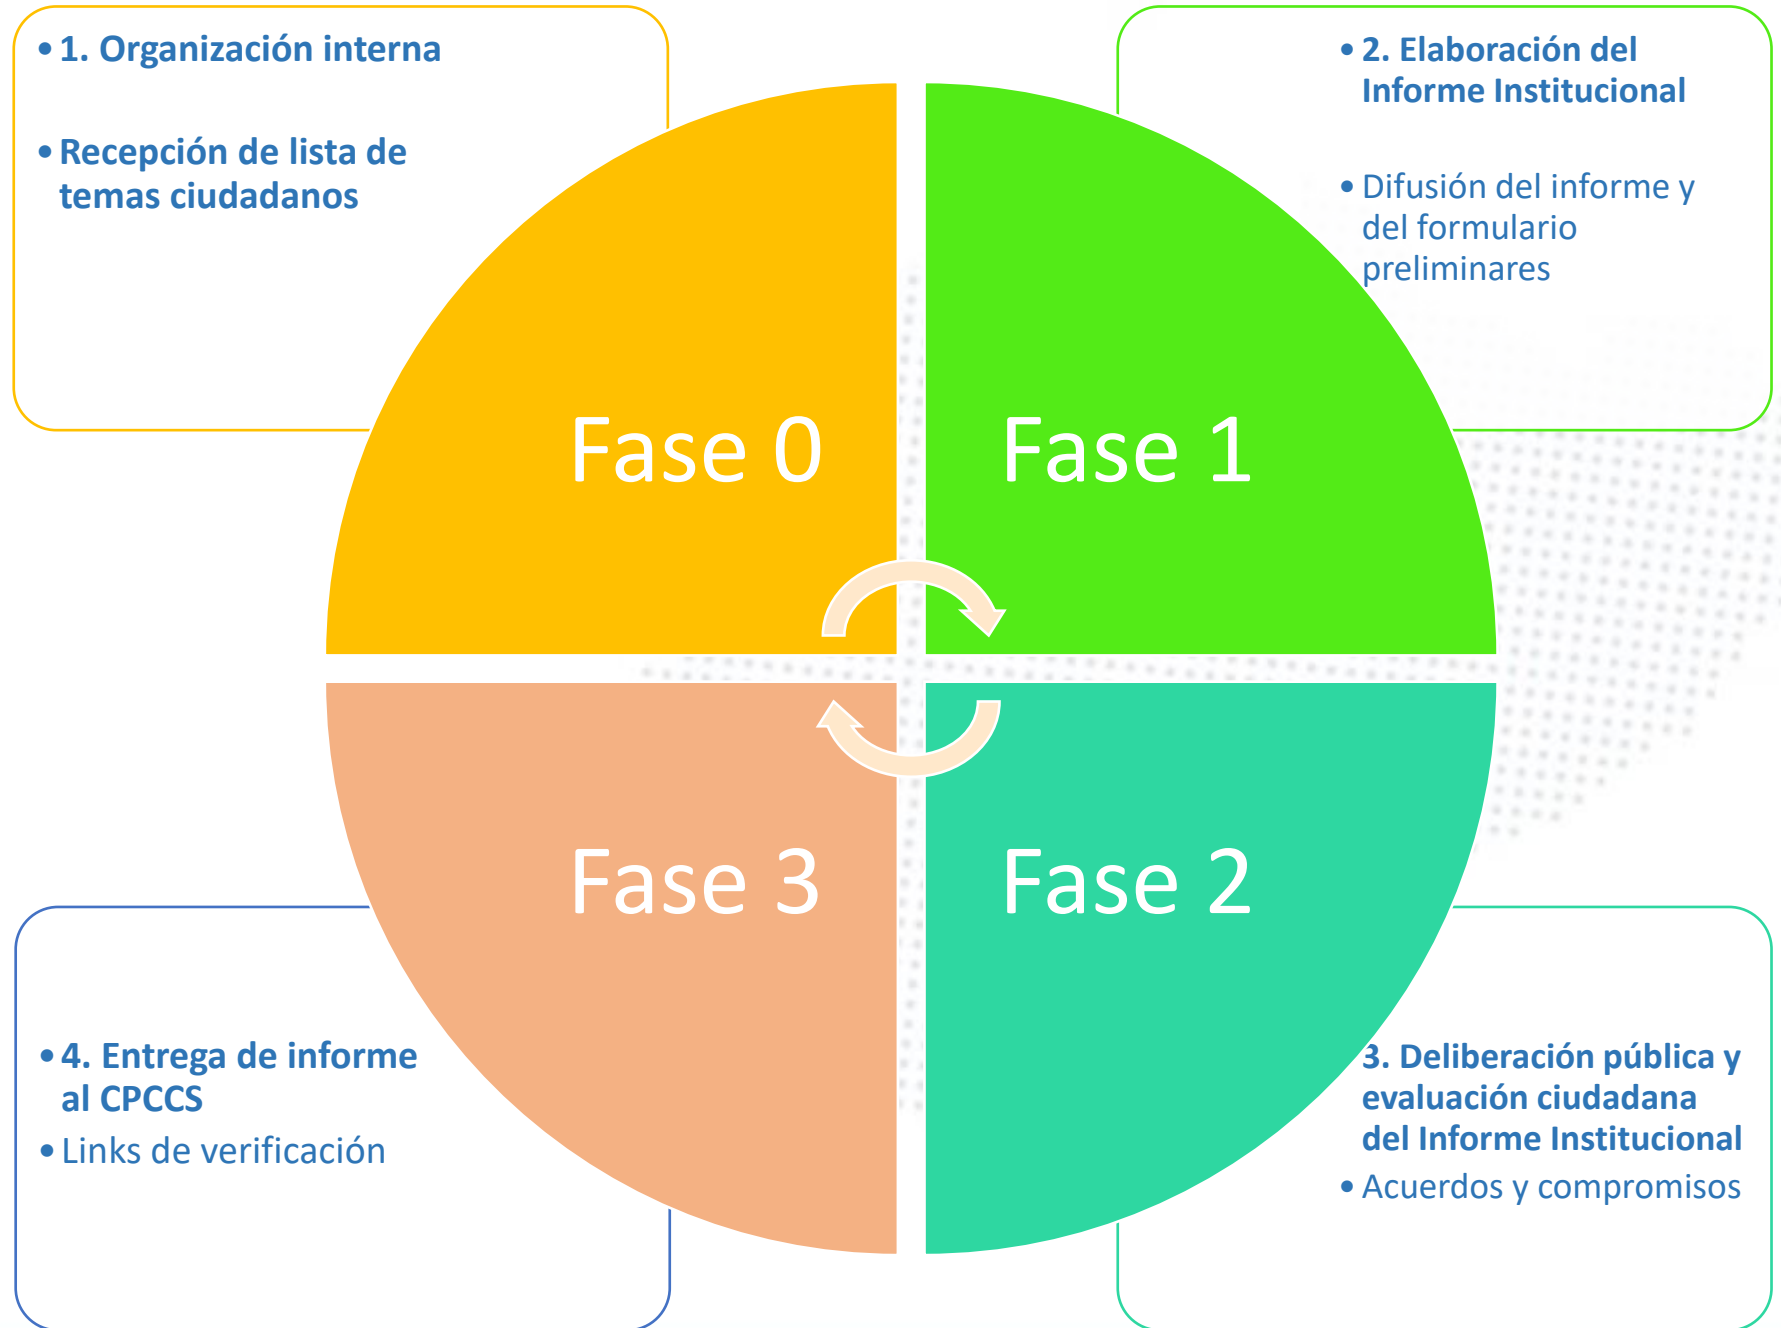 • 1. Organización interna
• Recepción de lista de
temas ciudadanos
• 2. Elaboración del
Informe Institucional
• Difusión del informe y
del formulario
preliminares
Fase 0
Fase 1
Fase 3
Fase 2
• 4. Entrega de informe
al CPCCS
• Links de verificación
3. Deliberación pública y
evaluación ciudadana
del Informe Institucional
• Acuerdos y compromisos